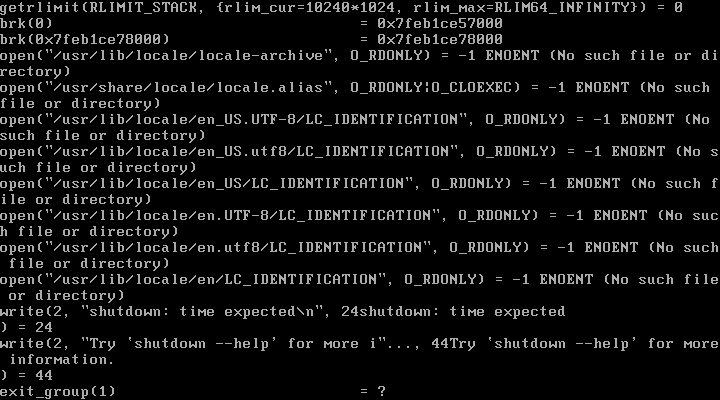 getrlimit(RLIMIT_STACK, {rlim_cur=10240*1024, rlim_max=RLIM64_INFINITY}) = 0
brk(0)                                  = 0x7feb1ce57000
brk(0x7feb1ce78000)                     = 0x7feb1ce78000
open("/usr/lib/locale/locale-archive", O_RDONLY) = -1 ENOENT (No such file or di
rectory)
open("/usr/share/locale/locale.alias", O_RDONLY|O_CLOEXEC) = -1 ENOENT (No such
file or directory)
open("/usr/lib/locale/en_US.UTF-8/LC_IDENTIFICATION", O_RDONLY) = -1 ENOENT (No
such file or directory)
open("/usr/lib/locale/en_US.utf8/LC_IDENTIFICATION", O_RDONLY) = -1 ENOENT (No s
uch file or directory)
open("/usr/lib/locale/en_US/LC_IDENTIFICATION", O_RDONLY) = -1 ENOENT (No such f
ile or directory)
open("/usr/lib/locale/en.UTF-8/LC_IDENTIFICATION", O_RDONLY) = -1 ENOENT (No suc
h file or directory)
open("/usr/lib/locale/en.utf8/LC_IDENTIFICATION", O_RDONLY) = -1 ENOENT (No such
 file or directory)
open("/usr/lib/locale/en/LC_IDENTIFICATION", O_RDONLY) = -1 ENOENT (No such file
 or directory)
write(2, "shutdown: time expected\n", 24shutdown: time expected
) = 24
write(2, "Try `shutdown --help' for more i"..., 44Try `shutdown --help' for more
 information.
) = 44
exit_group(1)                           = ?